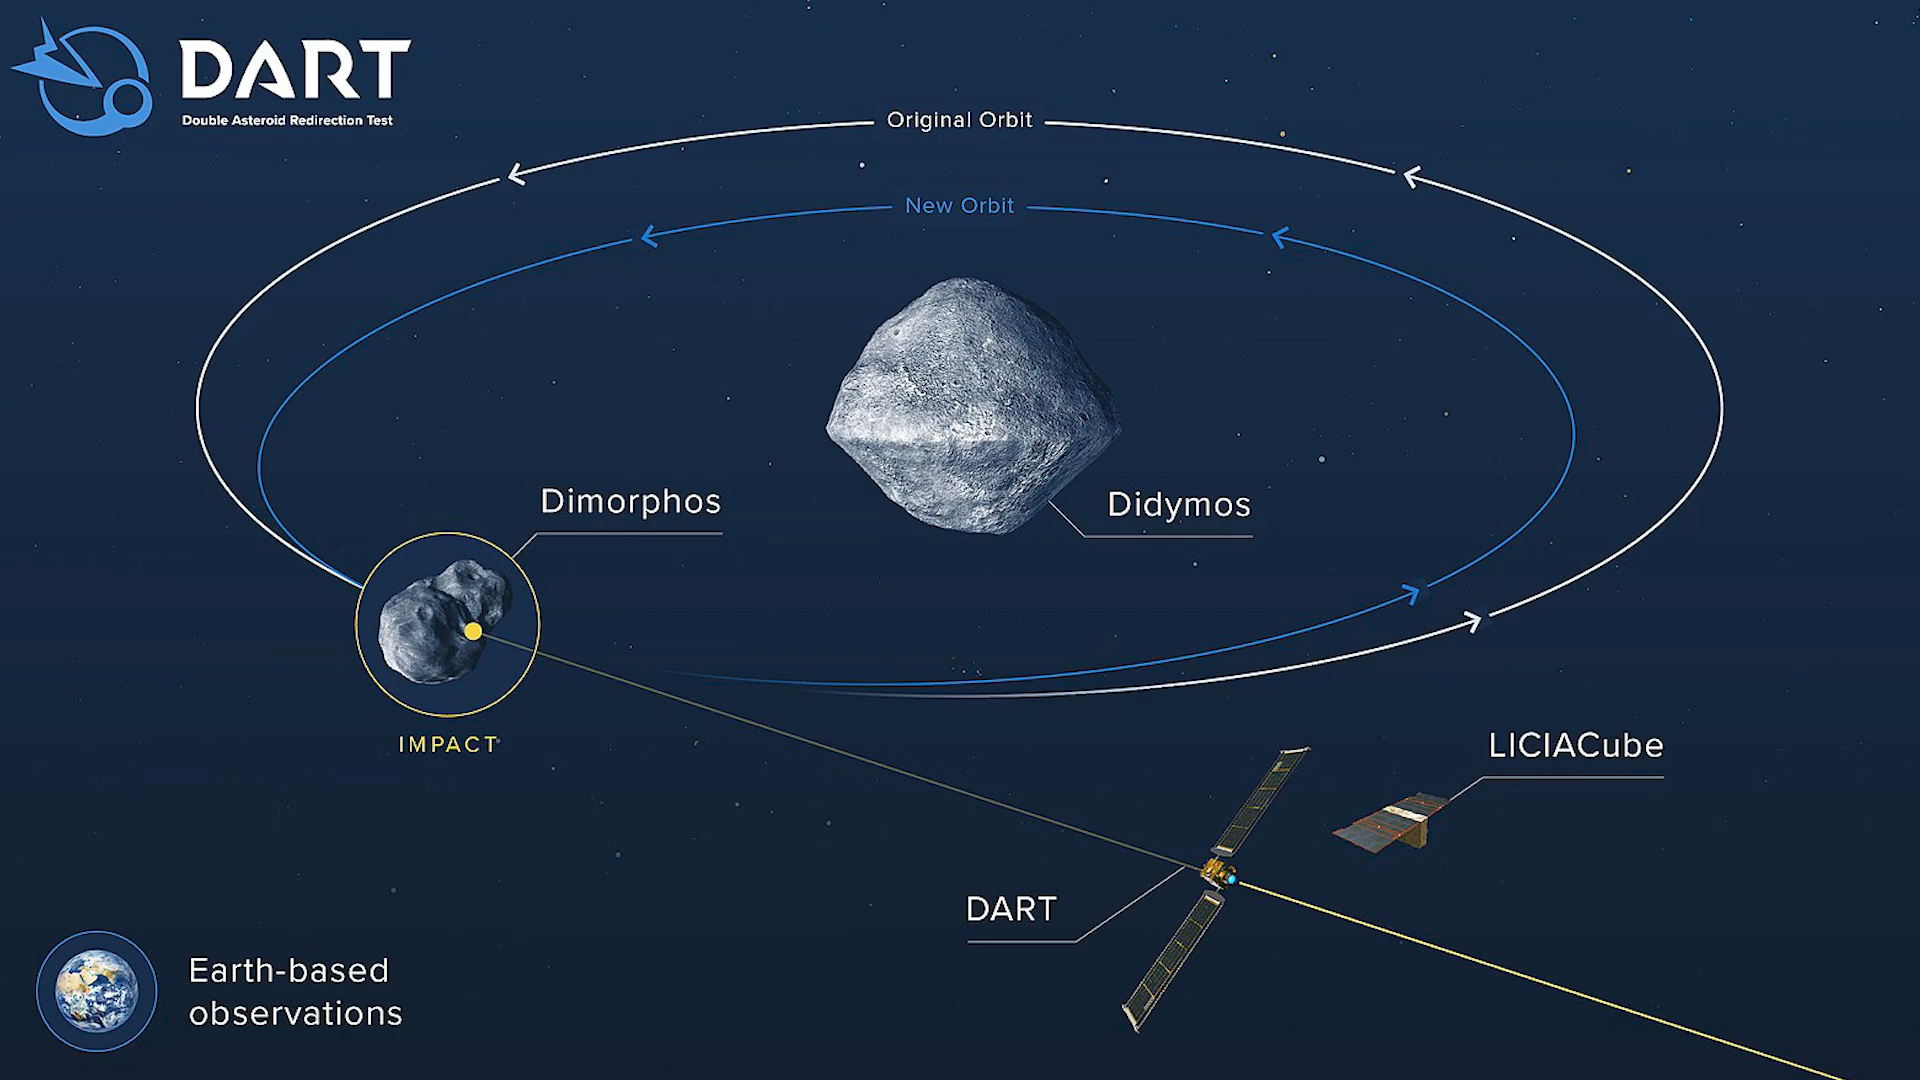 DART
Double Asteroid Redirection Test
Original Orbit
New Orbit
Dimorphos
Didymos
IMPACT
LICIACube
DART
Earth-based
observations